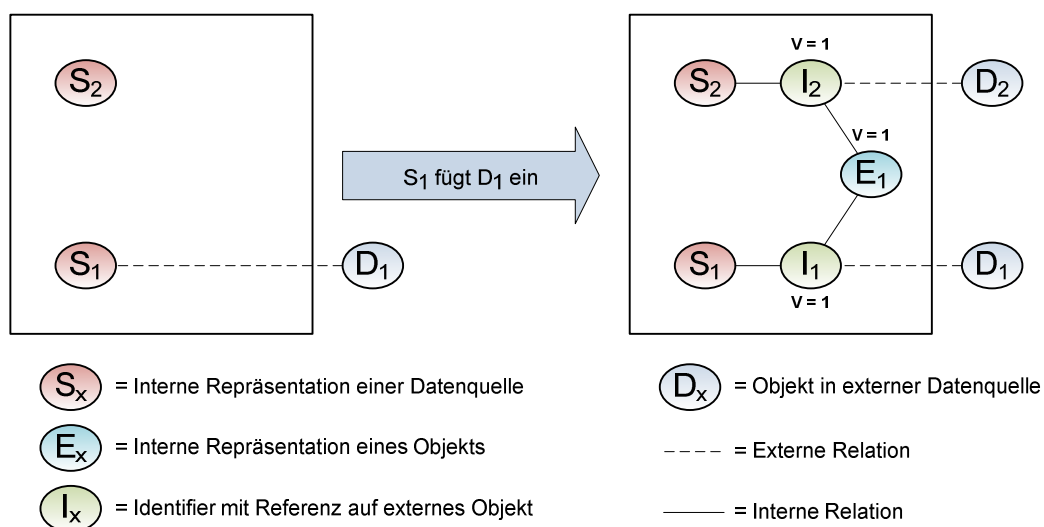 S2
S1
D1
S1 fügt D1 ein
V = 1
S2
I2
D2
V = 1
E1
S1
I1
D1
V = 1
Sx = Interne Repräsentation einer Datenquelle
Ex = Interne Repräsentation eines Objekts
Ix = Identifier mit Referenz auf externes Objekt
Dx = Objekt in externer Datenquelle
= Externe Relation
= Interne Relation